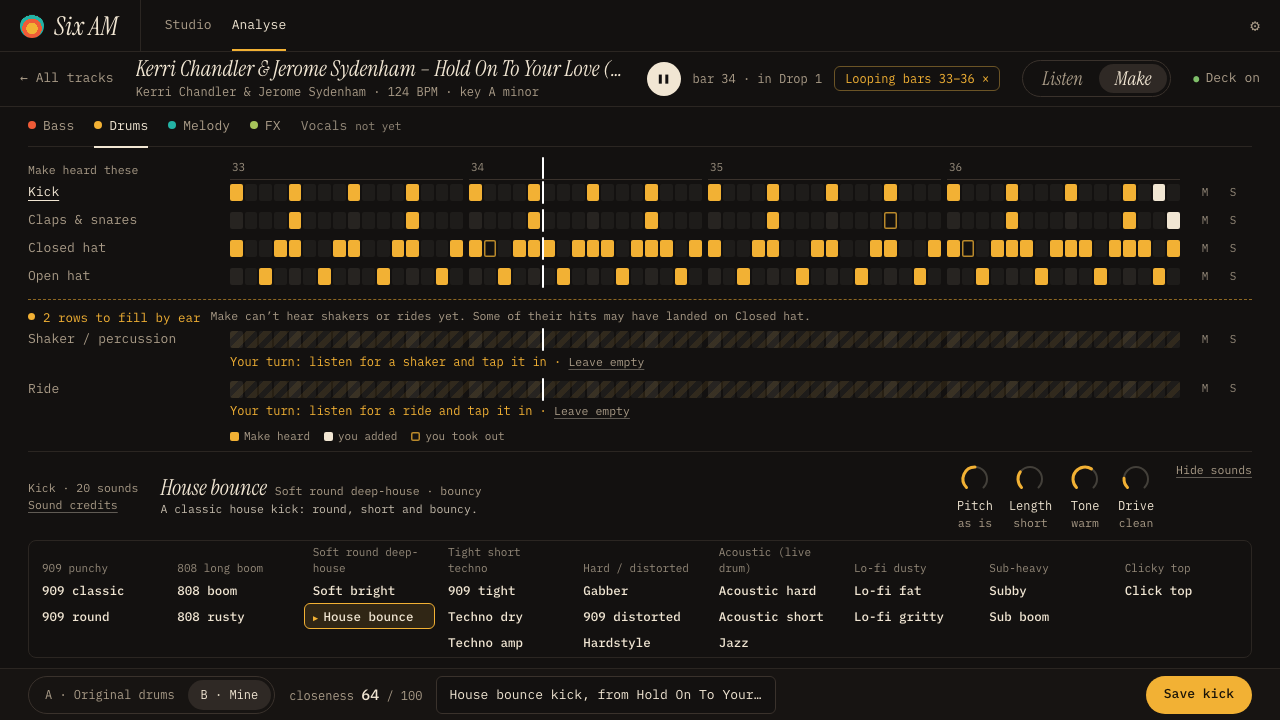 Six AM
Studio
Analyse
← All tracks
Kerri Chandler & Jerome Sydenham – Hold On To Your Love (…
Kerri Chandler & Jerome Sydenham · 124 BPM · key A minor
bar 34 · in Drop 1
Looping bars 33–36 ×
Listen
Make
Deck on
Bass
Drums
Melody
FX
Vocals not yet
Make heard these
33
34
35
36
Kick
M S
Claps & snares
M S
Closed hat
M S
Open hat
M S
2 rows to fill by ear
Make can’t hear shakers or rides yet. Some of their hits may have landed on Closed hat.
Shaker / percussion
M S
Your turn: listen for a shaker and tap it in · Leave empty
Ride
M S
Your turn: listen for a ride and tap it in · Leave empty
Make heard
you added
you took out
Kick · 20 sounds
Sound credits
House bounce Soft round deep-house · bouncy
A classic house kick: round, short and bouncy.
Pitch
as is
Length
short
Tone
warm
Drive
clean
Hide sounds
909 punchy
909 classic
909 round
808 long boom
808 boom
808 rusty
Soft round deep-
house
Soft bright
▸ House bounce
Tight short
techno
909 tight
Techno dry
Techno amp
Hard / distorted
Gabber
909 distorted
Hardstyle
Acoustic (live
drum)
Acoustic hard
Acoustic short
Jazz
Lo-fi dusty
Lo-fi fat
Lo-fi gritty
Sub-heavy
Subby
Sub boom
Clicky top
Click top
A · Original drums
B · Mine
closeness 64 / 100
House bounce kick, from Hold On To Your…
Save kick